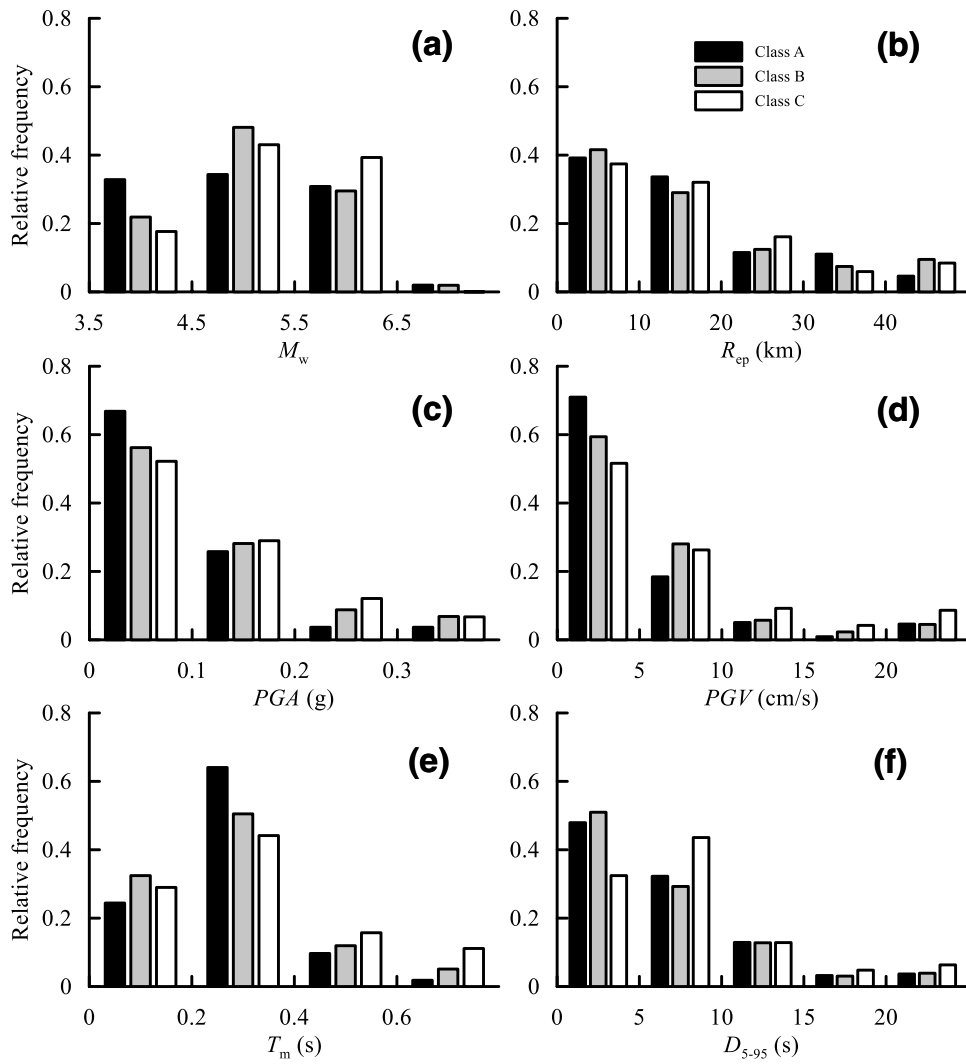 0.8
0.6
0.4
0.2
0
Relative frequency
(a)
3.5 4.5 5.5 6.5
Mw
0.8
0.6
0.4
0.2
0
(b)
Class A
Class B
Class C
0 10 20 30 40
Rep (km)
0.8
0.6
0.4
0.2
0
Relative frequency
(c)
0 0.1 0.2 0.3
PGA (g)
0.8
0.6
0.4
0.2
0
(d)
0 5 10 15 20
PGV (cm/s)
0.8
0.6
0.4
0.2
0
Relative frequency
(e)
0 0.2 0.4 0.6
Tm (s)
0.8
0.6
0.4
0.2
0
(f)
0 5 10 15 20
D5-95 (s)